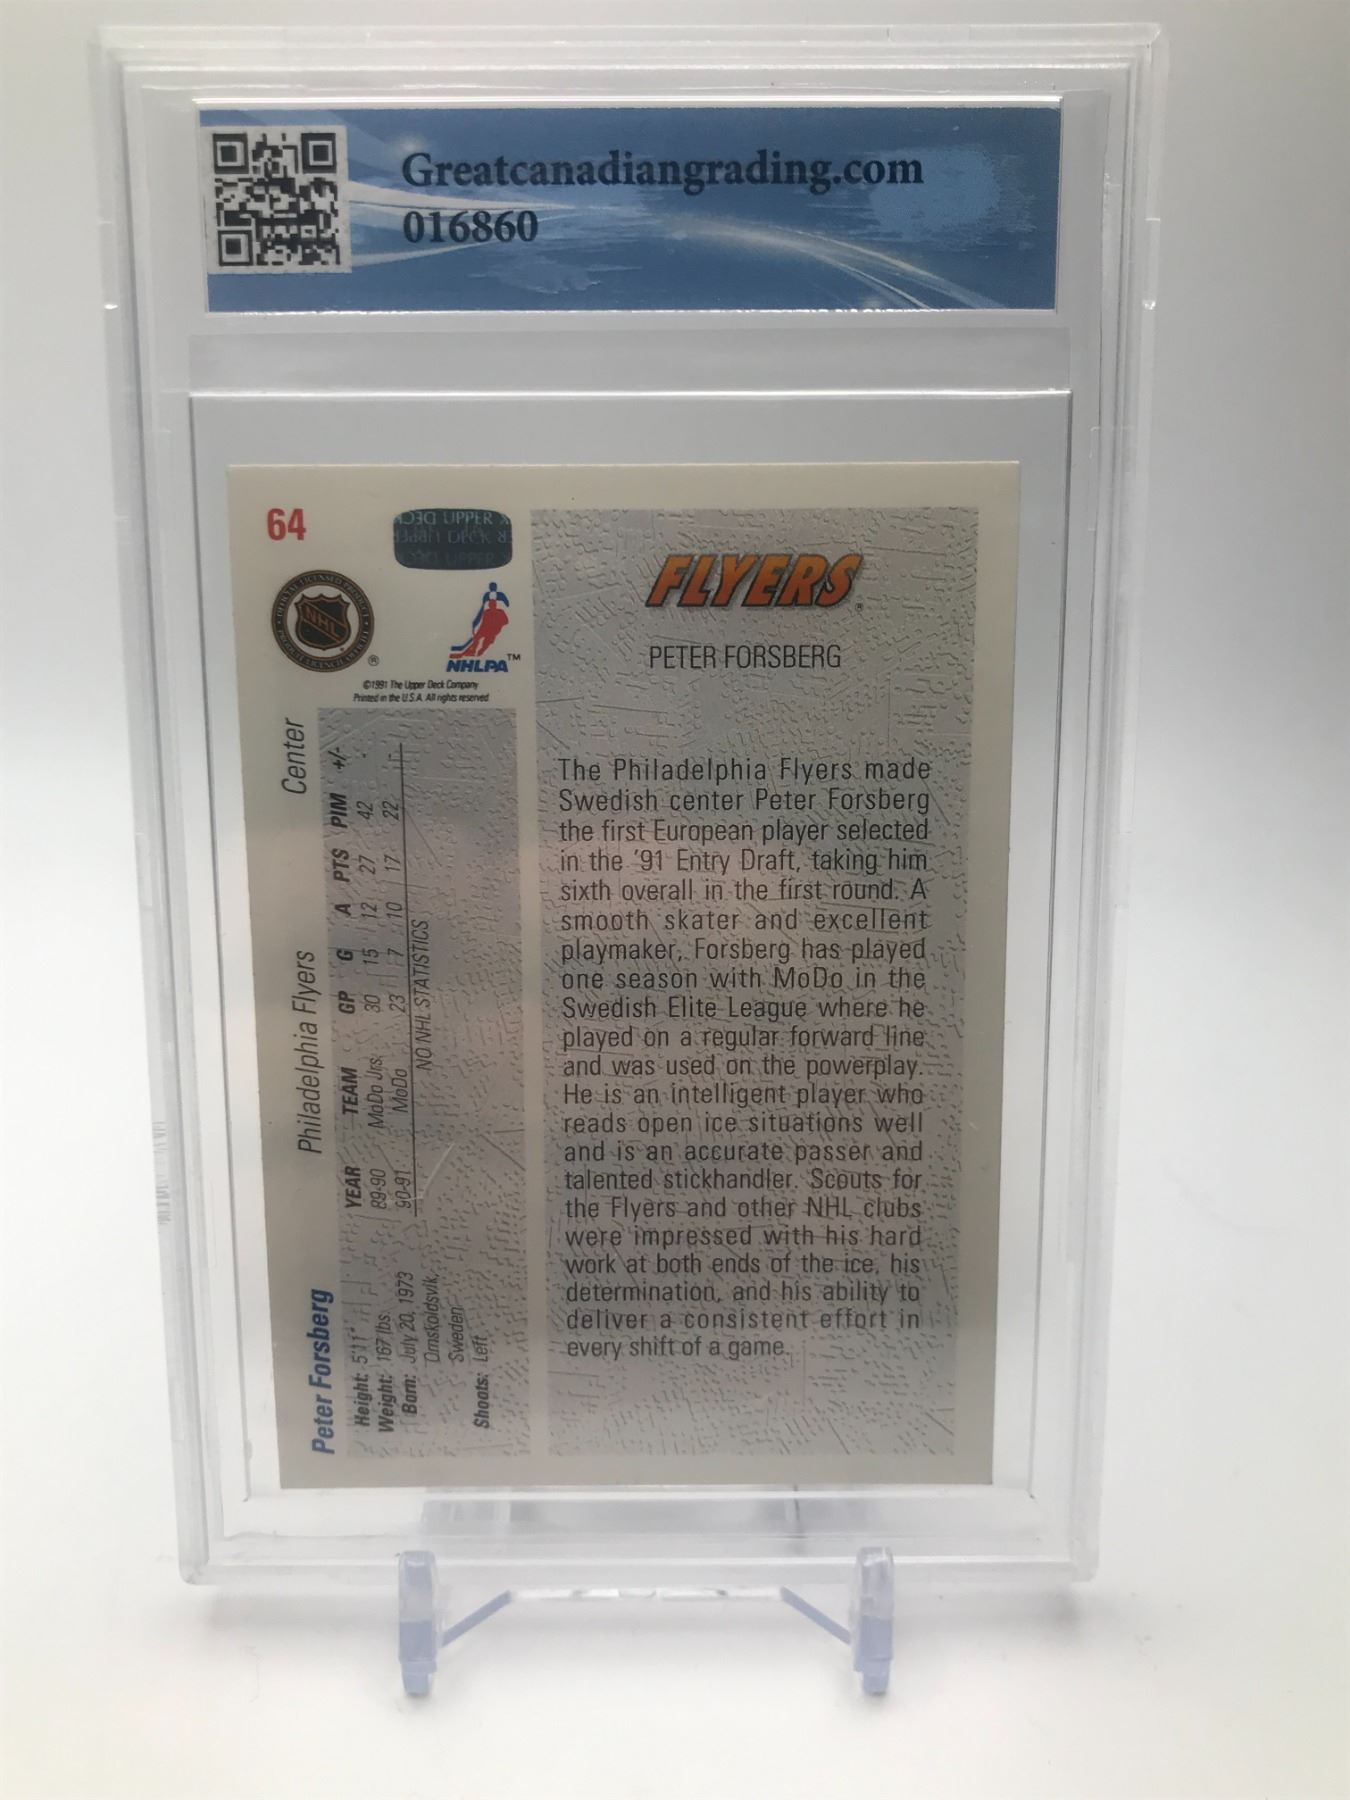 Greatcanadiangrading.com
016860
64
UPPER DECK
NHL
®
NHLPA™
©1991 The Upper Deck Company
Printed in the U.S.A. All rights reserved
FLYERS®
PETER FORSBERG
The Philadelphia Flyers made
Swedish center Peter Forsberg
the first European player selected
in the '91 Entry Draft, taking him
sixth overall in the first round. A
smooth skater and excellent
playmaker, Forsberg has played
one season with MoDo in the
Swedish Elite League where he
played on a regular forward line
and was used on the powerplay.
He is an intelligent player who
reads open ice situations well
and is an accurate passer and
talented stickhandler. Scouts for
the Flyers and other NHL clubs
were impressed with his hard
work at both ends of the ice, his
determination, and his ability to
deliver a consistent effort in
every shift of a game.
Peter Forsberg Philadelphia Flyers Center
Height: 5'11"
Weight: 167 lbs.
Born: July 20, 1973
Ornskoldsvik,
Sweden
Shoots: Left
YEAR TEAM GP G A PTS PIM +/-
89-90 MoDo Jrs. 30 15 12 27 42 -
90-91 MoDo 23 7 10 17 22
NO NHL STATISTICS